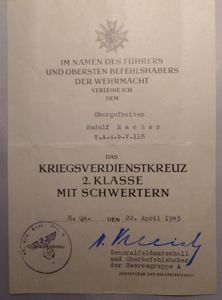 IM NAMEN DES FÜHRERS
UND OBERSTEN BEFEHLSHABERS
DER WEHRMACHT
VERLEIHE ICH
DEM
Obergefreiten
Rudolf Kacher
DAS
KRIEGSVERDIENSTKREUZ
2. KLASSE
MIT SCHWERTERN
H. Qu. DEN 20. April 1943
Generalfeldmarschall
und Oberbefehlshaber
der Heeresgruppe A